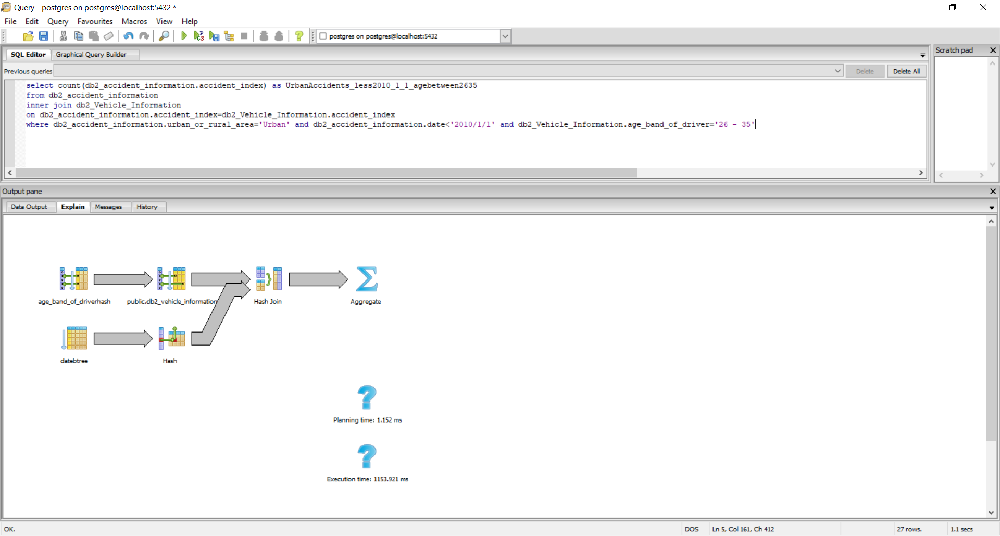 Query - postgres on postgres@localhost:5432 *
File Edit Query Favourites Macros View Help
postgres on postgres@localhost:5432
SQL Editor Graphical Query Builder
Scratch pad
Previous queries Delete Delete All
select count(db2_accident_information.accident_index) as UrbanAccidents_less2010_1_1_agebetween2635
from db2_accident_information
inner join db2_Vehicle_Information
on db2_accident_information.accident_index=db2_Vehicle_Information.accident_index
where db2_accident_information.urban_or_rural_area='Urban' and db2_accident_information.date<'2010/1/1' and db2_Vehicle_Information.age_band_of_driver='26 - 35'
Output pane
Data Output Explain Messages History
age_band_of_driverhash public.db2_vehicle_information Hash Join Aggregate
datebtree Hash
Planning time: 1.152 ms
Execution time: 1153.921 ms
OK. DOS Ln 5, Col 161, Ch 412 27 rows. 1.1 secs